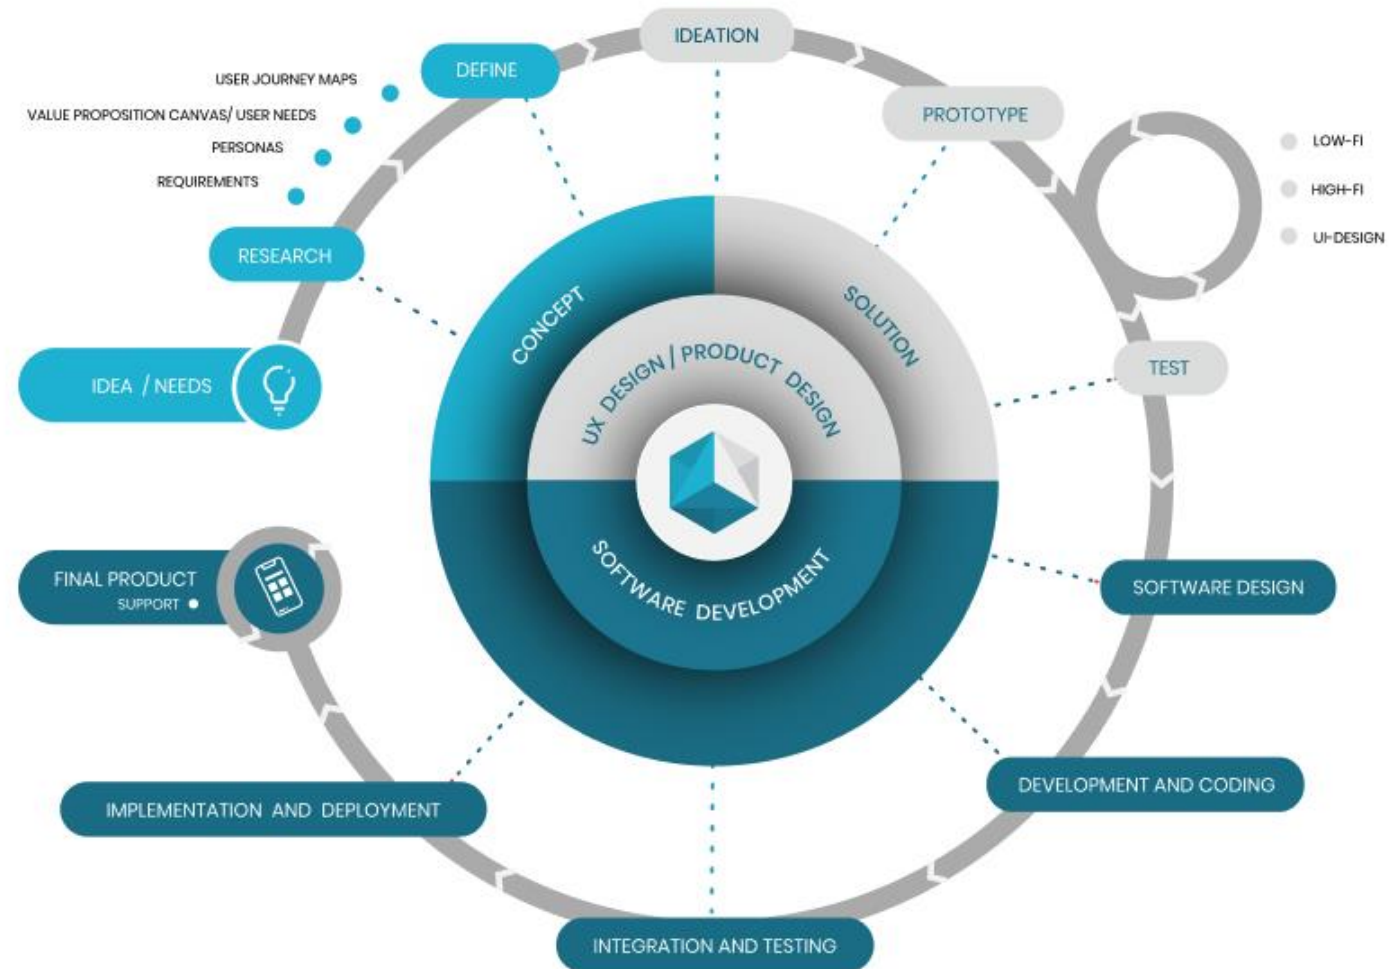 IDEATION
DEFINE
USER JOURNEY MAPS
VALUE PROPOSITION CANVAS/ USER NEEDS
PERSONAS
REQUIREMENTS
RESEARCH
IDEA / NEEDS
PROTOTYPE
LOW-FI
HIGH-FI
UI-DESIGN
TEST
CONCEPT
SOLUTION
UX DESIGN / PRODUCT DESIGN
SOFTWARE DEVELOPMENT
SOFTWARE DESIGN
DEVELOPMENT AND CODING
INTEGRATION AND TESTING
IMPLEMENTATION AND DEPLOYMENT
FINAL PRODUCT
SUPPORT